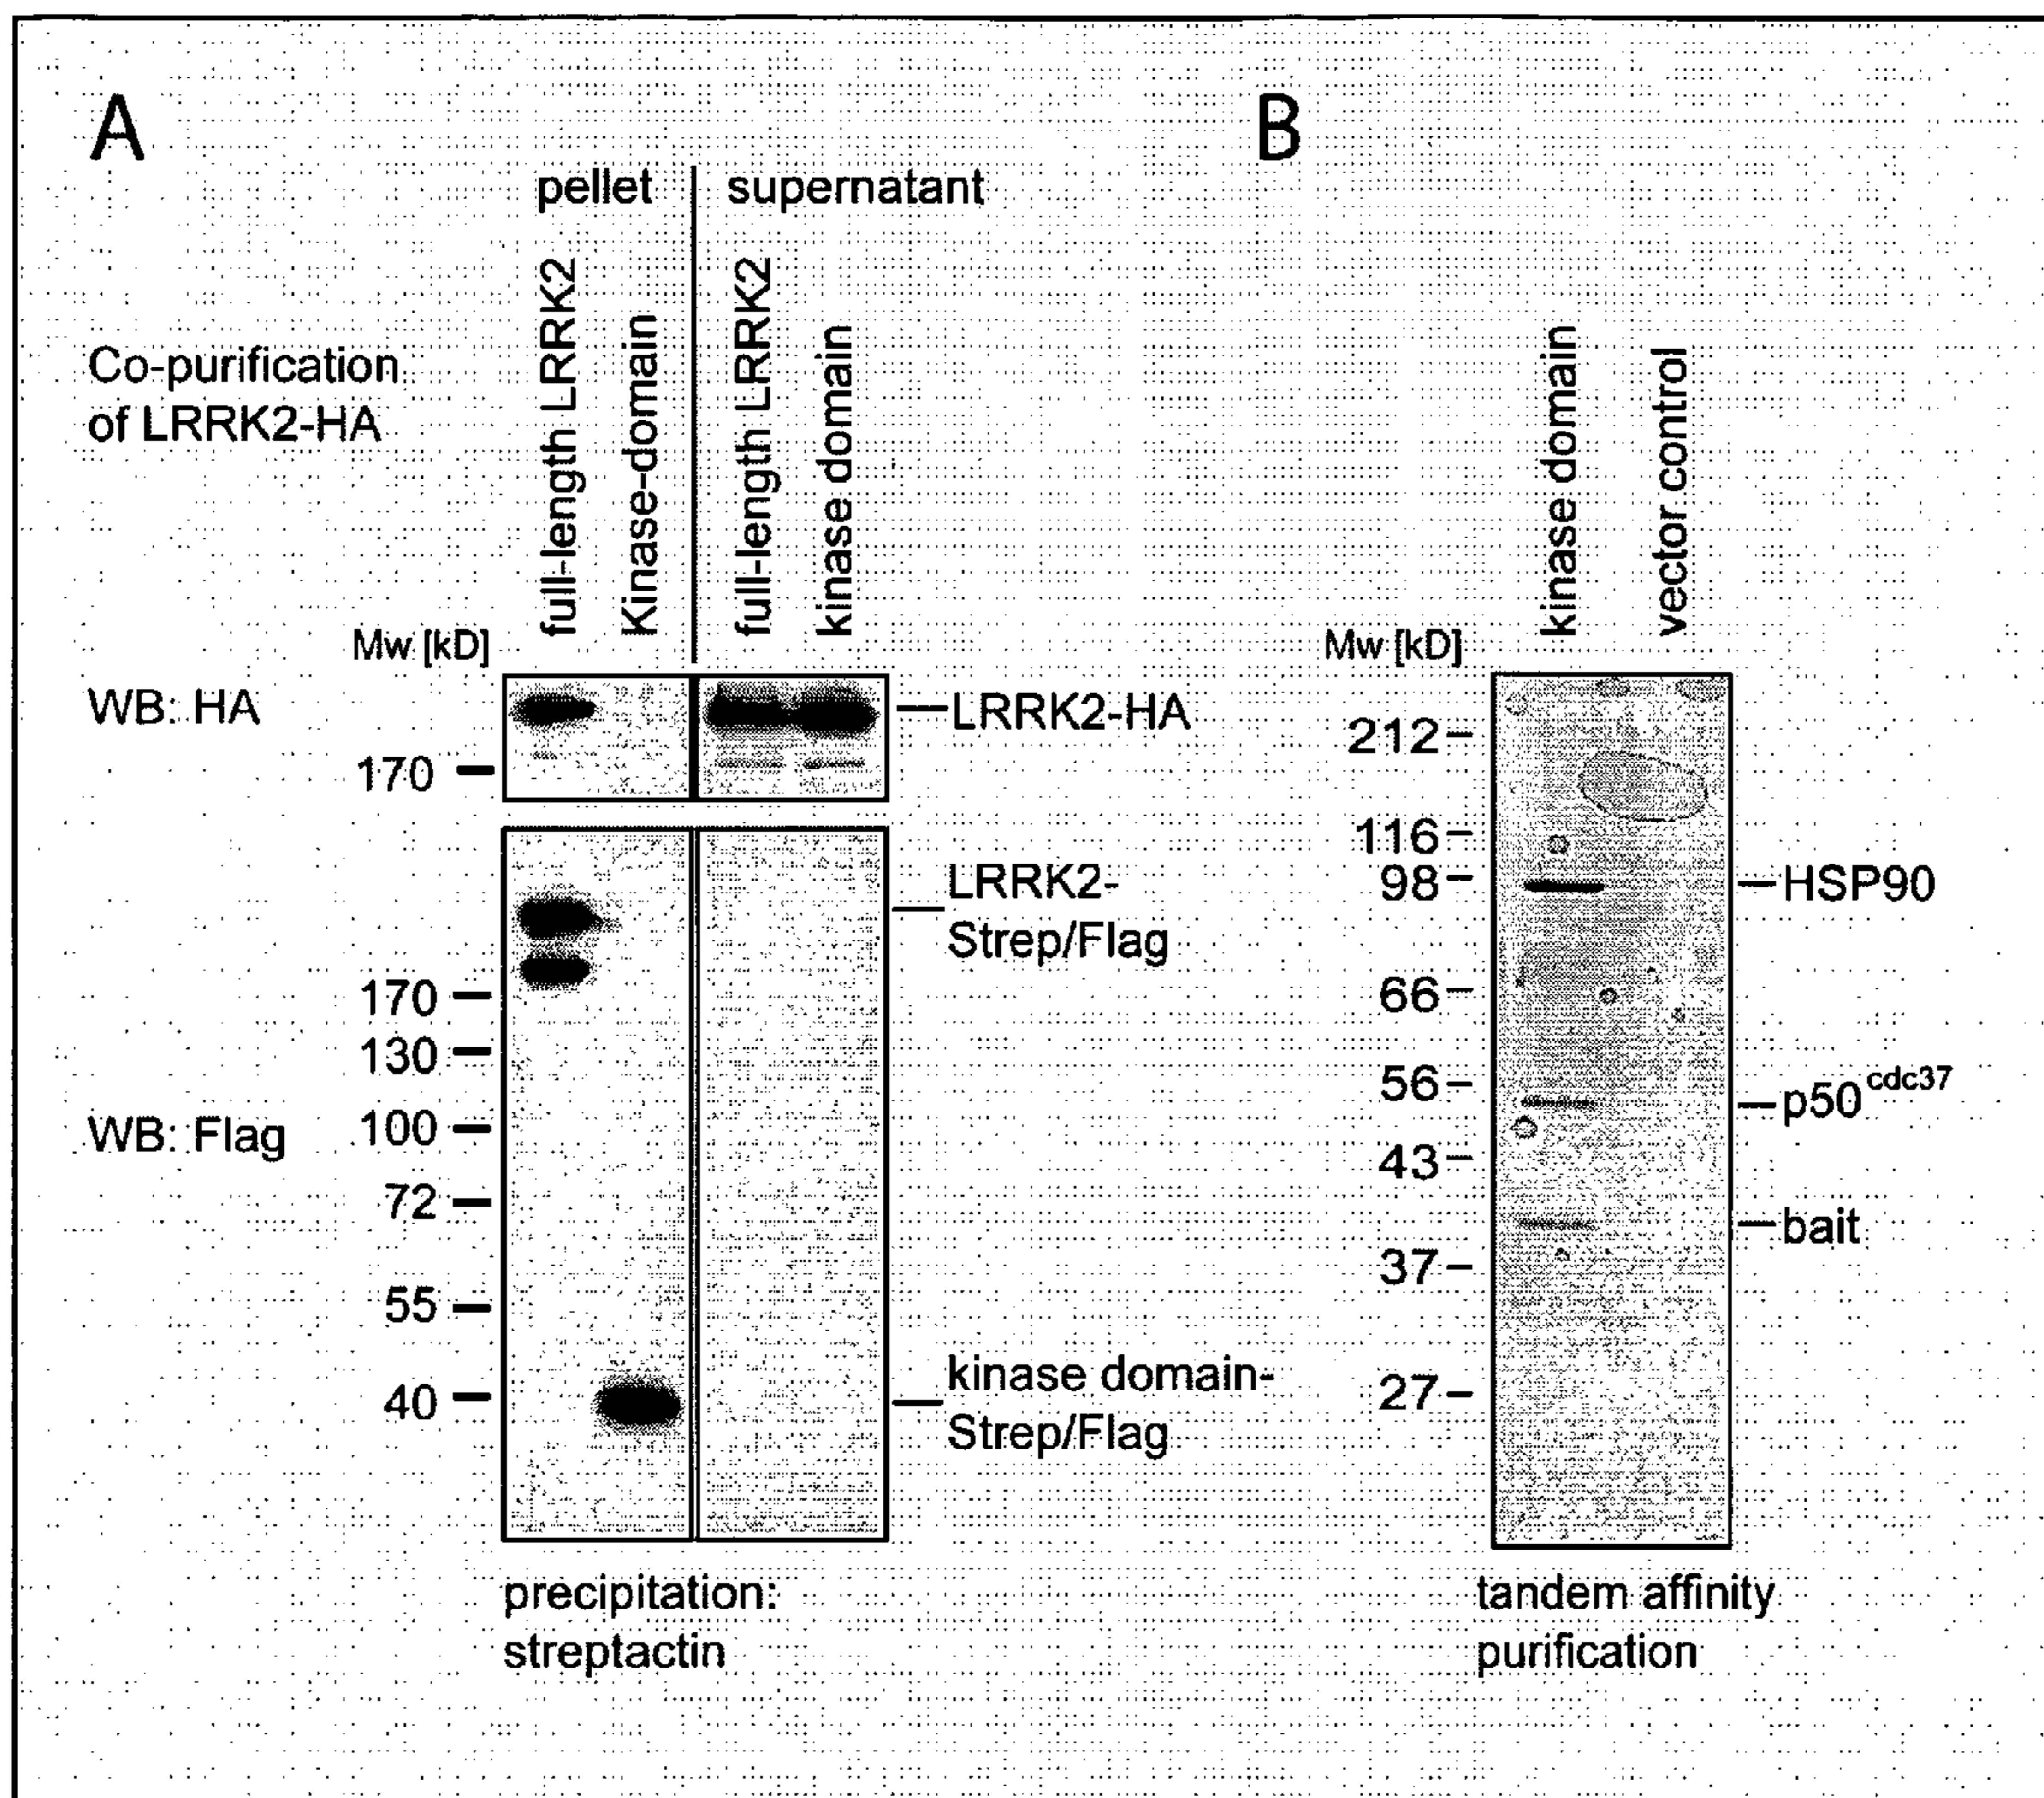 A
pellet
supernatant
Co-purification
of LRRK2-HA
full-length LRRK2
Kinase-domain
full-length LRRK2
kinase domain
Mw [kD]
WB: HA
170
LRRK2-HA
WB: Flag
170
130
100
72
55
40
LRRK2-
Strep/Flag
kinase domain-
Strep/Flag
precipitation:
streptactin
B
kinase domain
vector control
Mw [kD]
212
116
98
66
56
43
37
27
HSP90
p50cdc37
bait
tandem affinity
purification